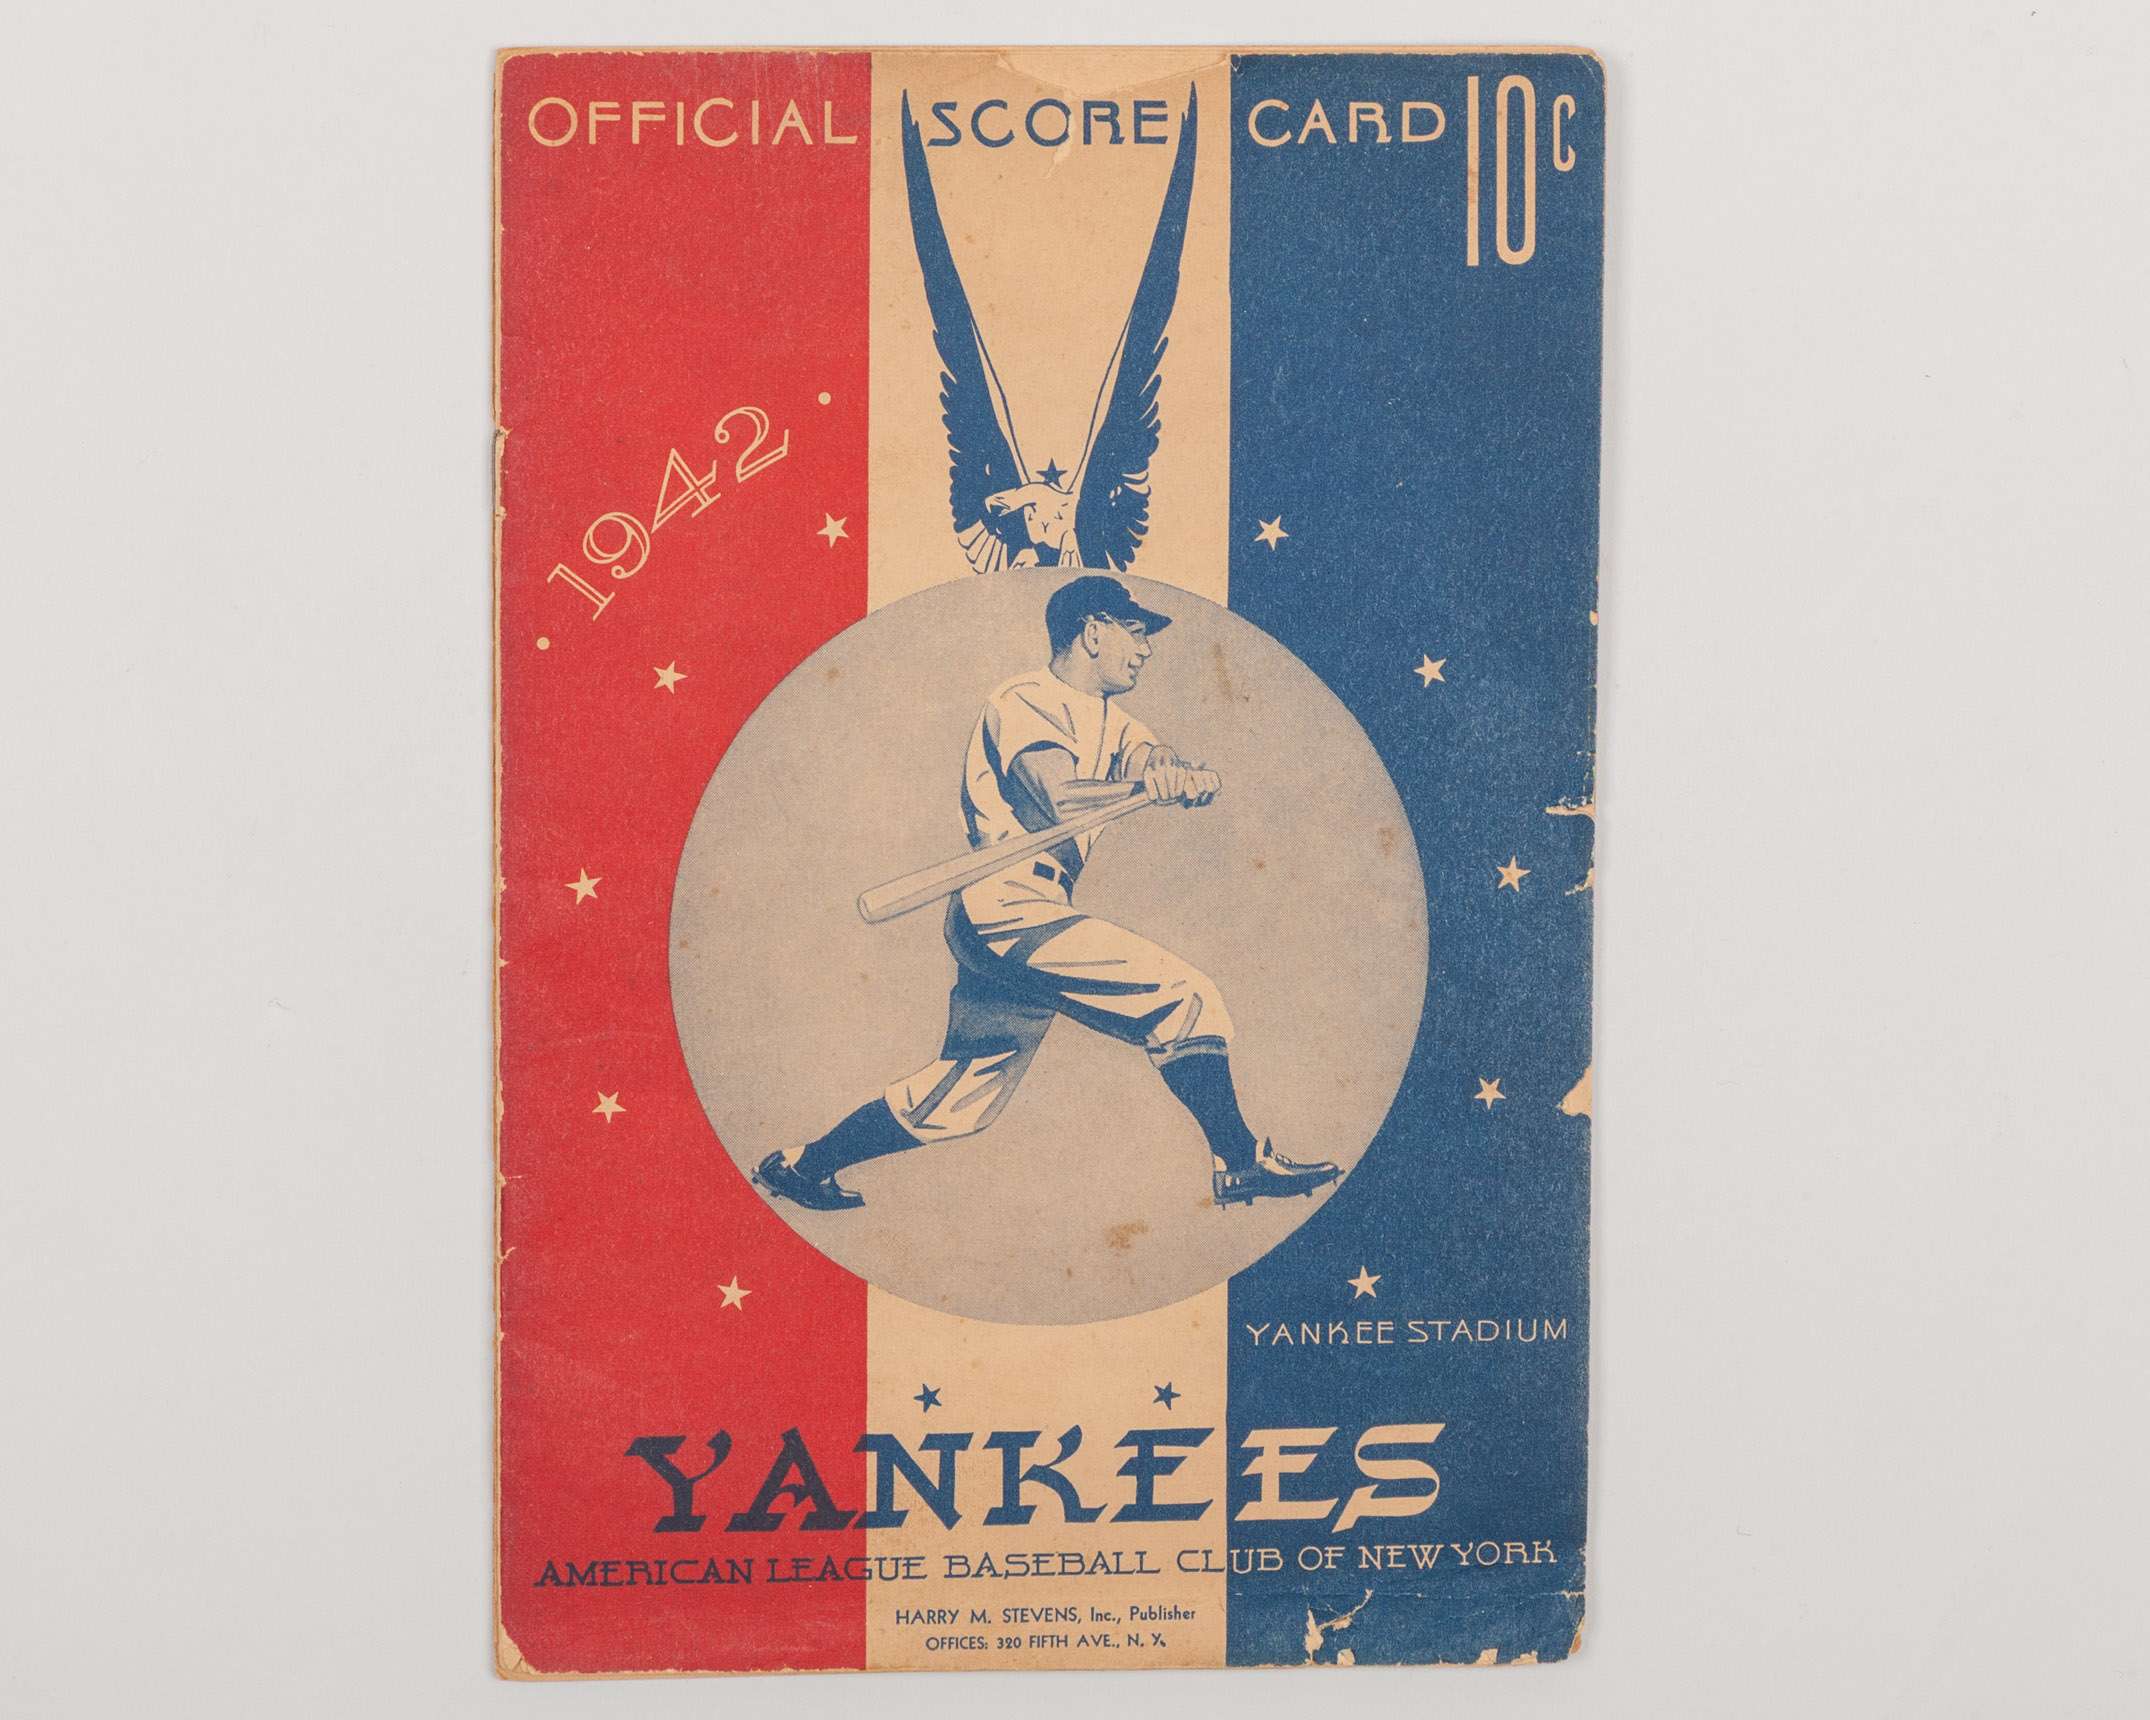 OFFICIAL SCORE CARD 10c
· 1942 ·
YANKEE STADIUM
YANKEES
AMERICAN LEAGUE BASEBALL CLUB OF NEW YORK
HARRY M. STEVENS, Inc., Publisher
OFFICES: 320 FIFTH AVE., N. Y.